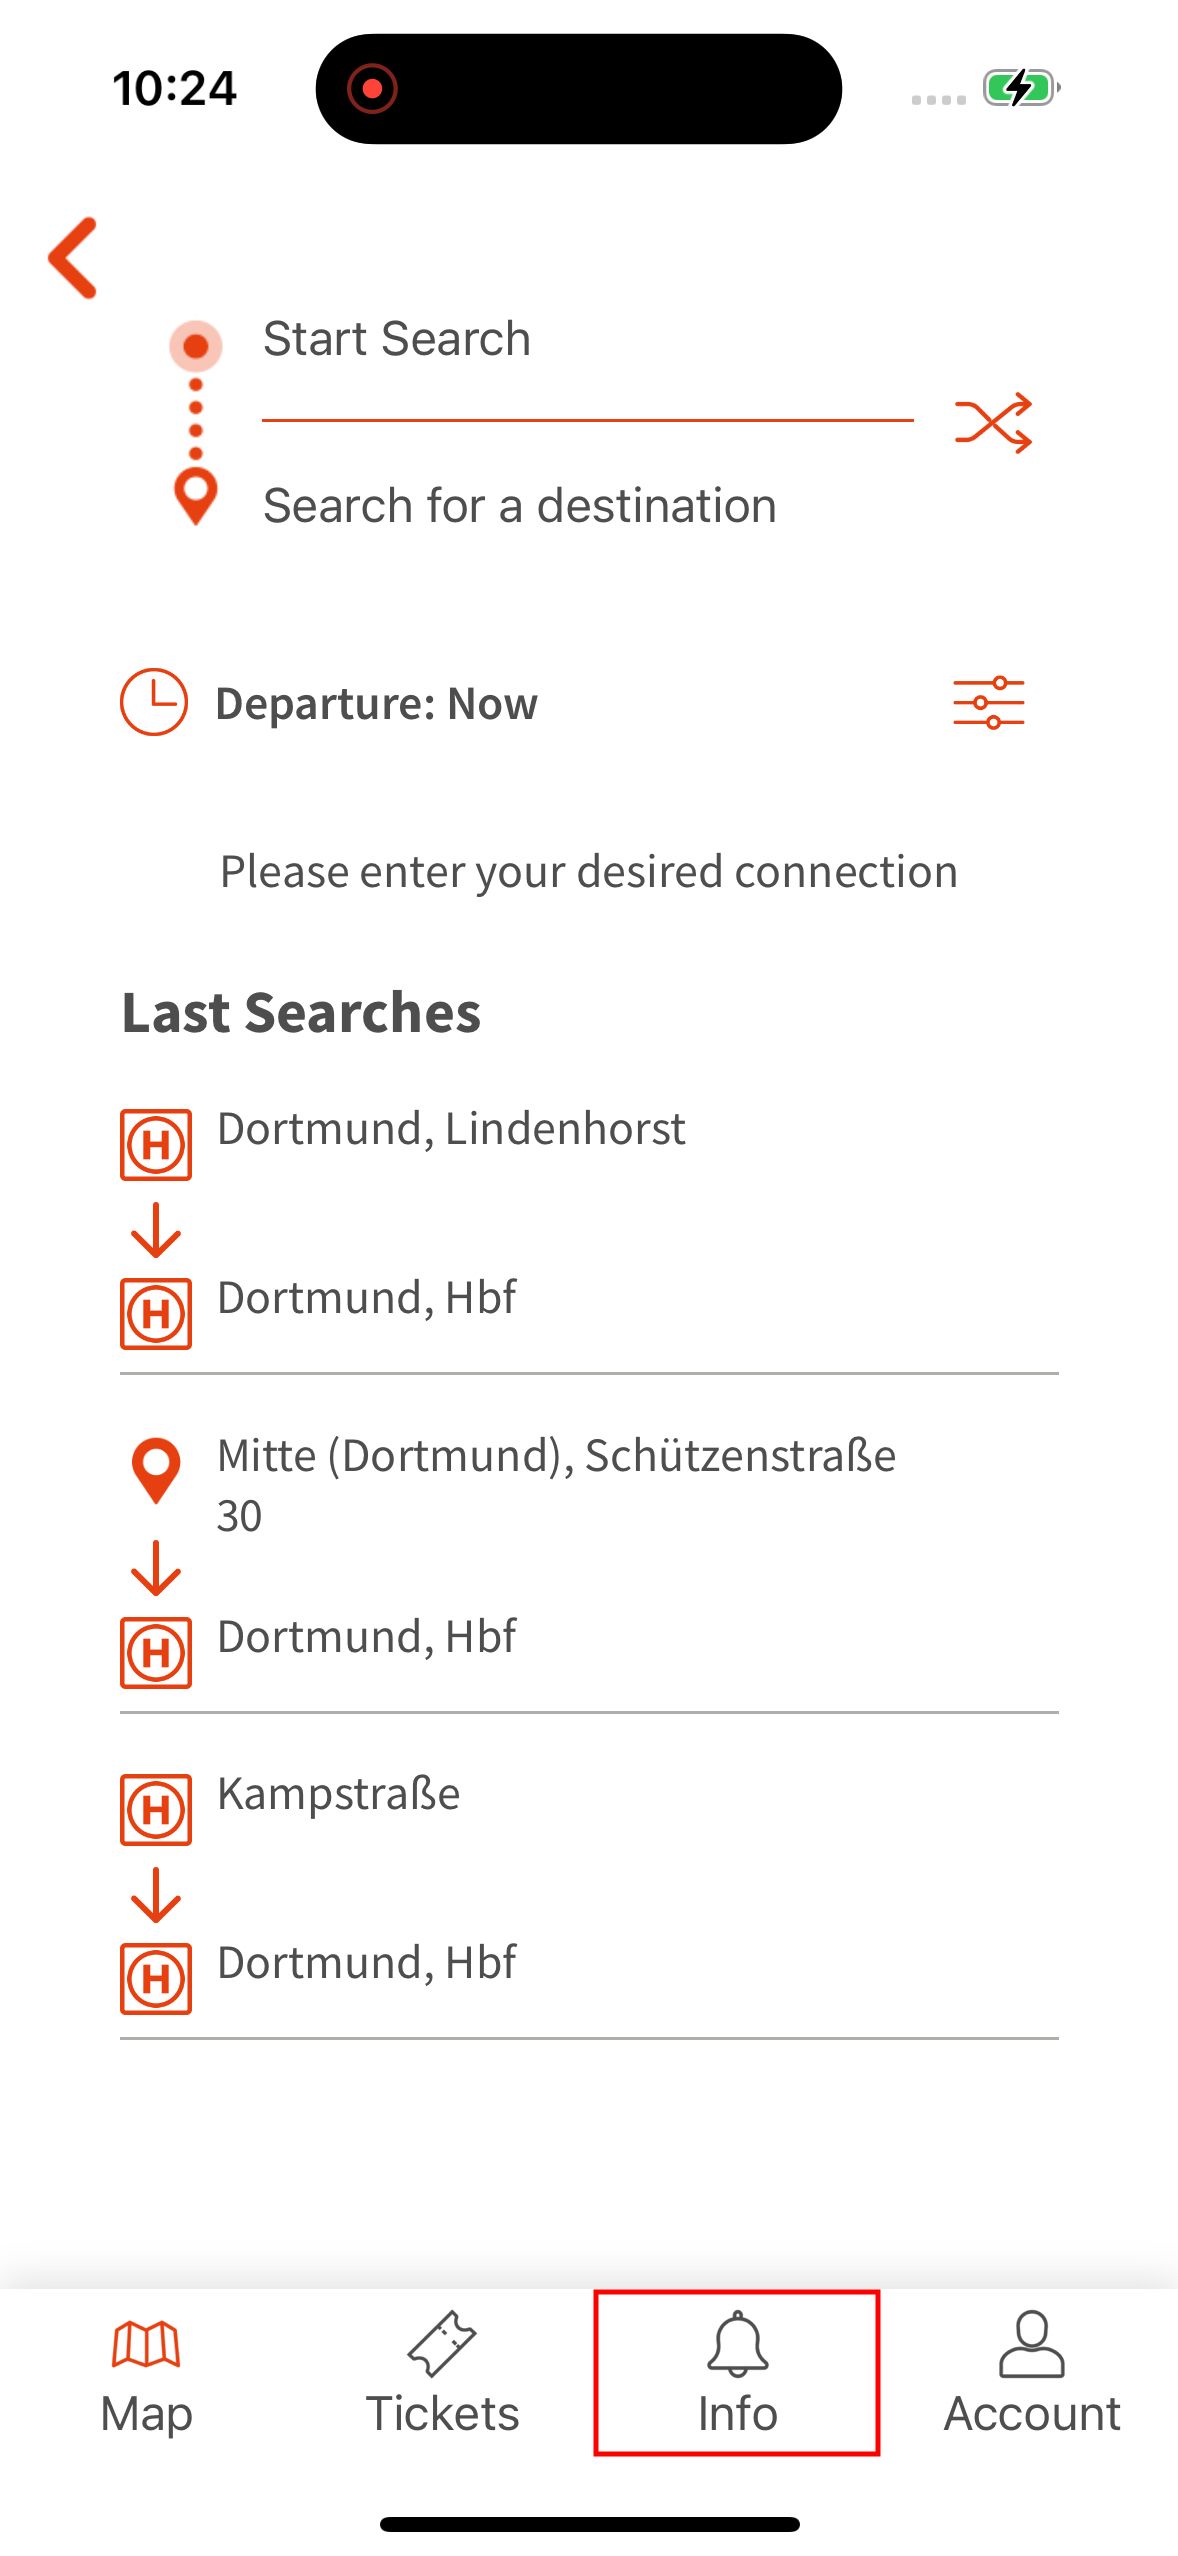 10:24
Start Search
Search for a destination
Departure: Now
Please enter your desired connection
Last Searches
H Dortmund, Lindenhorst
H Dortmund, Hbf
Mitte (Dortmund), Schützenstraße
30
H Dortmund, Hbf
H Kampstraße
H Dortmund, Hbf
Map Tickets Info Account